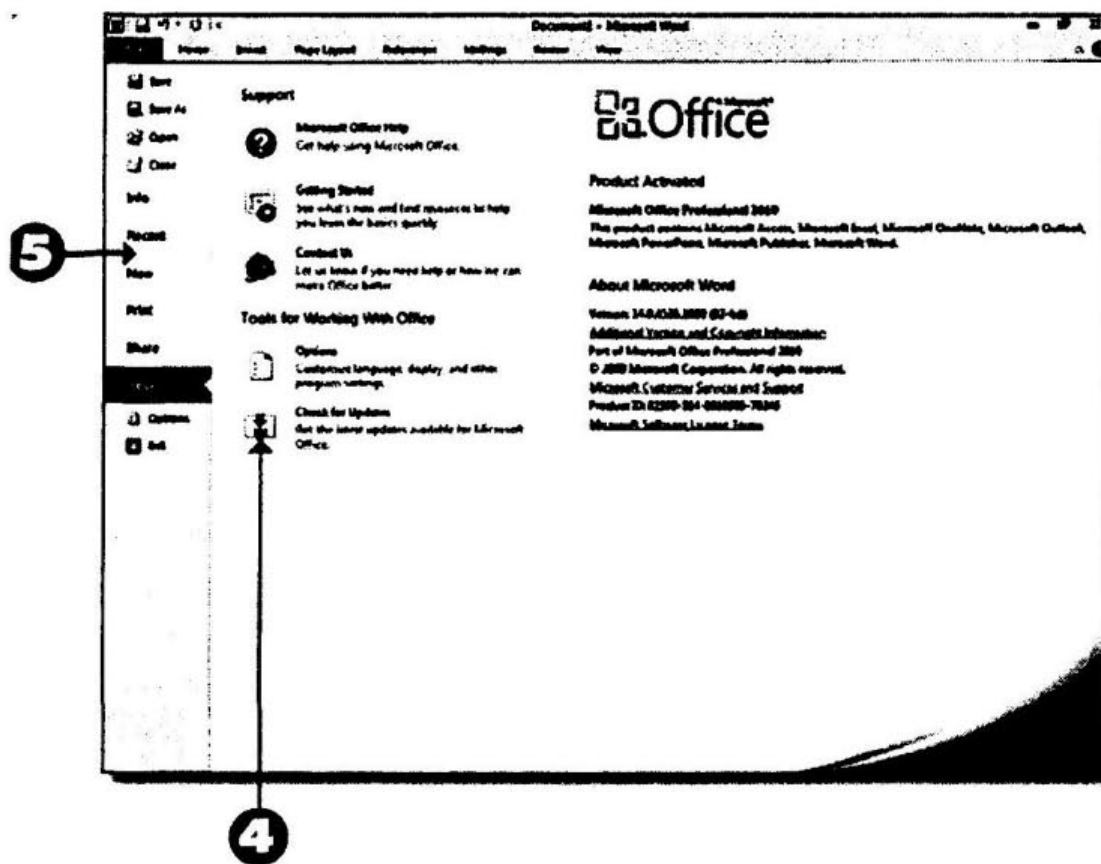 Document1 - Microsoft Word
Home Insert Page Layout References Mailings Review View
Save
Save As
Open
Close
Info
Recent
New
Print
Share
Options
Exit
5
Support
Microsoft Office Help
Get help using Microsoft Office.
Getting Started
See what's new and find resources to help
you learn the basics quickly.
Contact Us
Let us know if you need help or how we can
make Office better.
Tools for Working With Office
Options
Customize language, display, and other
program settings.
Check for Updates
Get the latest updates available for Microsoft
Office.
Microsoft®
Office
Product Activated
Microsoft Office Professional 2010
This product contains Microsoft Access, Microsoft Excel, Microsoft OneNote, Microsoft Outlook,
Microsoft PowerPoint, Microsoft Publisher, Microsoft Word.
About Microsoft Word
Version:
Additional Version and Copyright Information
Part of Microsoft Office Professional 2010
© Microsoft Corporation. All rights reserved.
Microsoft Customer Services and Support
Product ID:
Microsoft Software License Terms
4